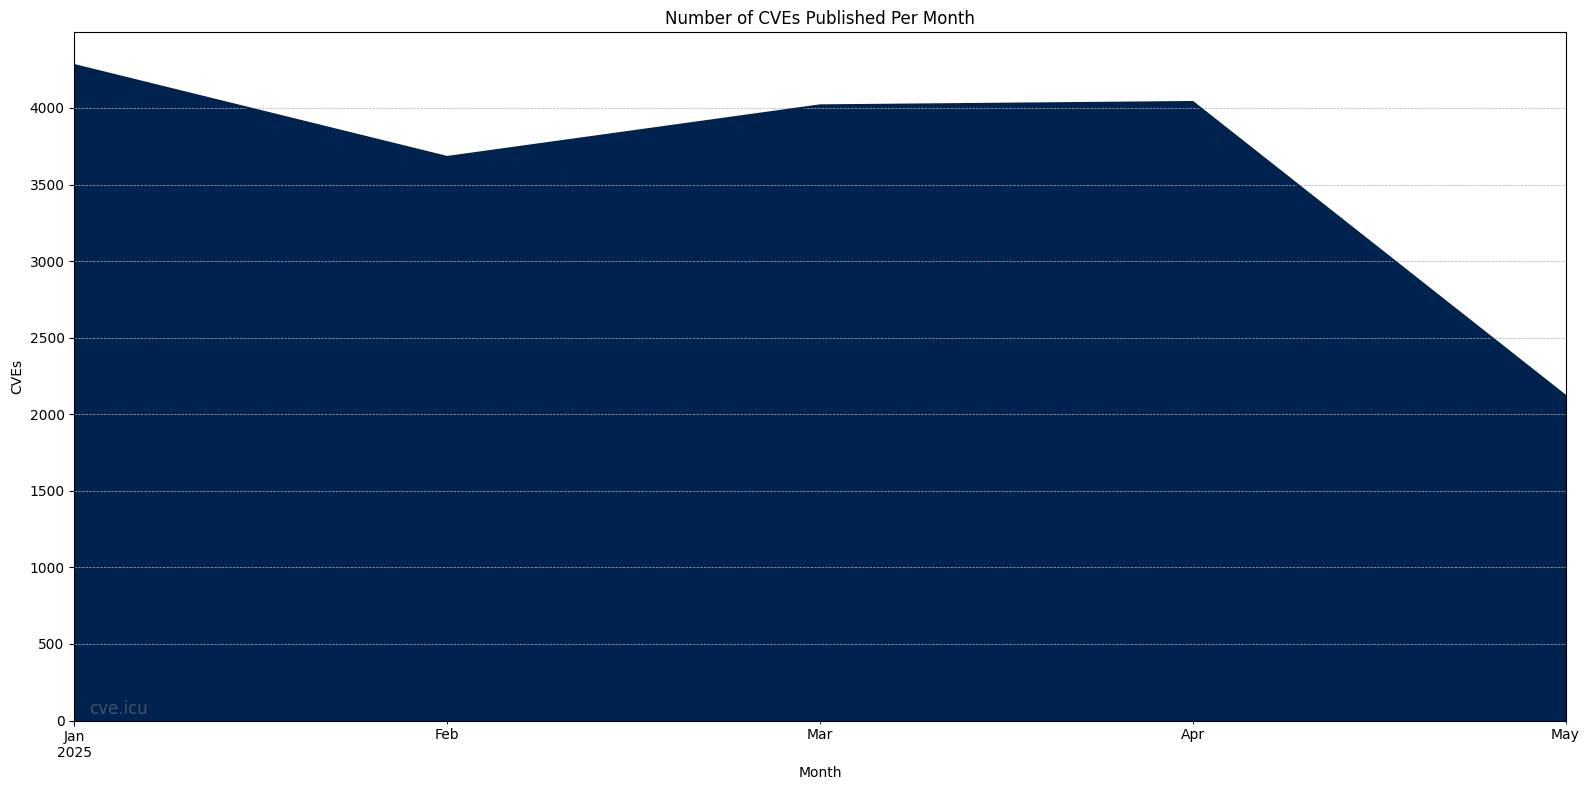 Number of CVEs Published Per Month
CVEs
4000
3500
3000
2500
2000
1500
1000
500
0
cve.icu
Jan
2025
Feb
Mar
Apr
May
Month